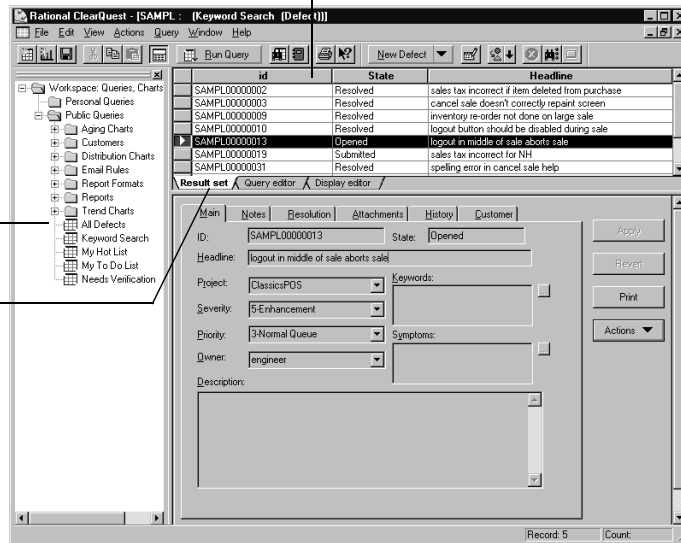 Rational ClearQuest - [SAMPL : (Keyword Search (Defect))]
File Edit View Actions Query Window Help
Run Query
New Defect
Workspace: Queries, Charts
Personal Queries
Public Queries
Aging Charts
Customers
Distribution Charts
Email Rules
Report Formats
Reports
Trend Charts
All Defects
Keyword Search
My Hot List
My To Do List
Needs Verification
id State Headline
SAMPL00000002 Resolved sales tax incorrect if item deleted from purchase
SAMPL00000003 Resolved cancel sale doesn't correctly repaint screen
SAMPL00000009 Resolved inventory re-order not done on large sale
SAMPL00000010 Resolved logout button should be disabled during sale
SAMPL00000013 Opened logout in middle of sale aborts sale
SAMPL00000019 Submitted sales tax incorrect for NH
SAMPL00000031 Resolved spelling error in cancel sale help
Result set Query editor Display editor
Main Notes Resolution Attachments History Customer
ID: SAMPL00000013 State: Opened
Headline: logout in middle of sale aborts sale
Project: ClassicsPOS
Keywords:
Severity: 5-Enhancement
Priority: 3-Normal Queue
Symptoms:
Owner: engineer
Description:
Apply
Revert
Print
Actions
Record: 5 Count: